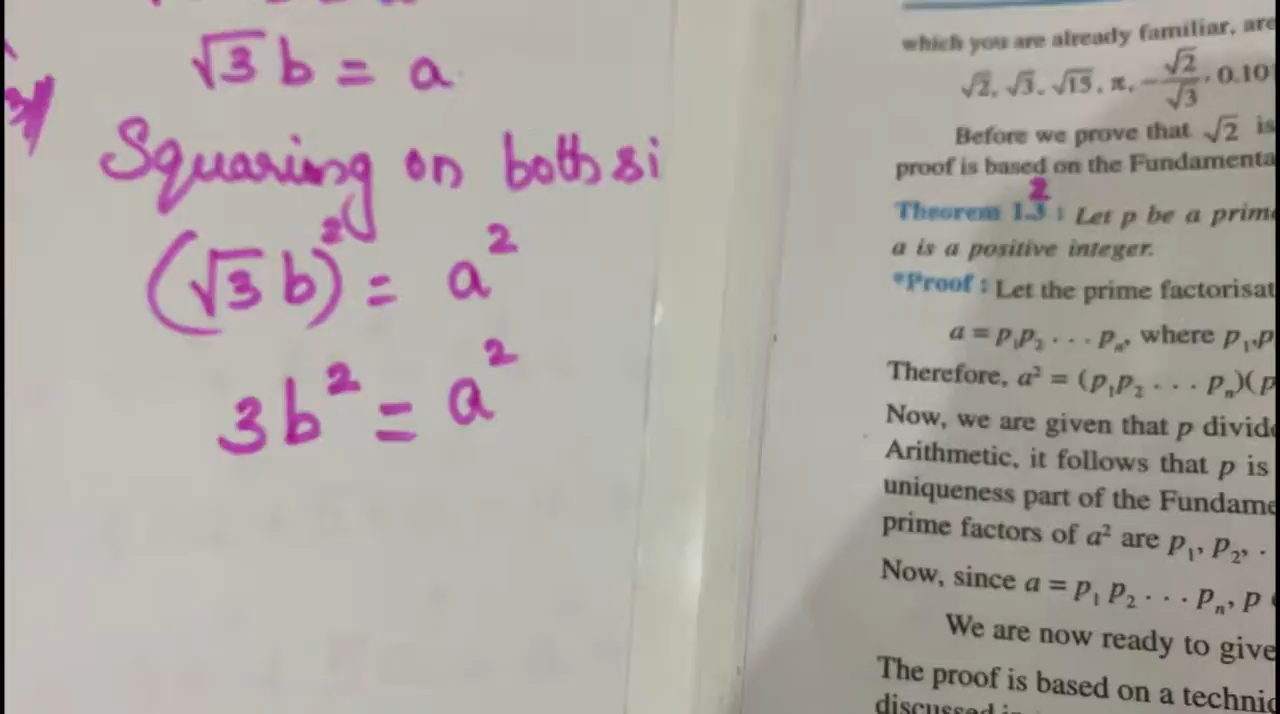 √3 b = a
Squaring on both si
(√3 b)² = a²
3b² = a²
which you are already familiar, are
√2, √3, √15, π, −√2/√3, 0.10
Before we prove that √2 is
proof is based on the Fundamenta
2
Theorem 1.3 : Let p be a prim
a is a positive integer.
*Proof : Let the prime factorisat
a = p₁p₂ . . . pₙ, where p₁,p
Therefore, a² = (p₁p₂ . . . pₙ)(p
Now, we are given that p divid
Arithmetic, it follows that p is
uniqueness part of the Fundame
prime factors of a² are p₁, p₂, .
Now, since a = p₁ p₂ . . . pₙ, p
We are now ready to give
The proof is based on a techni